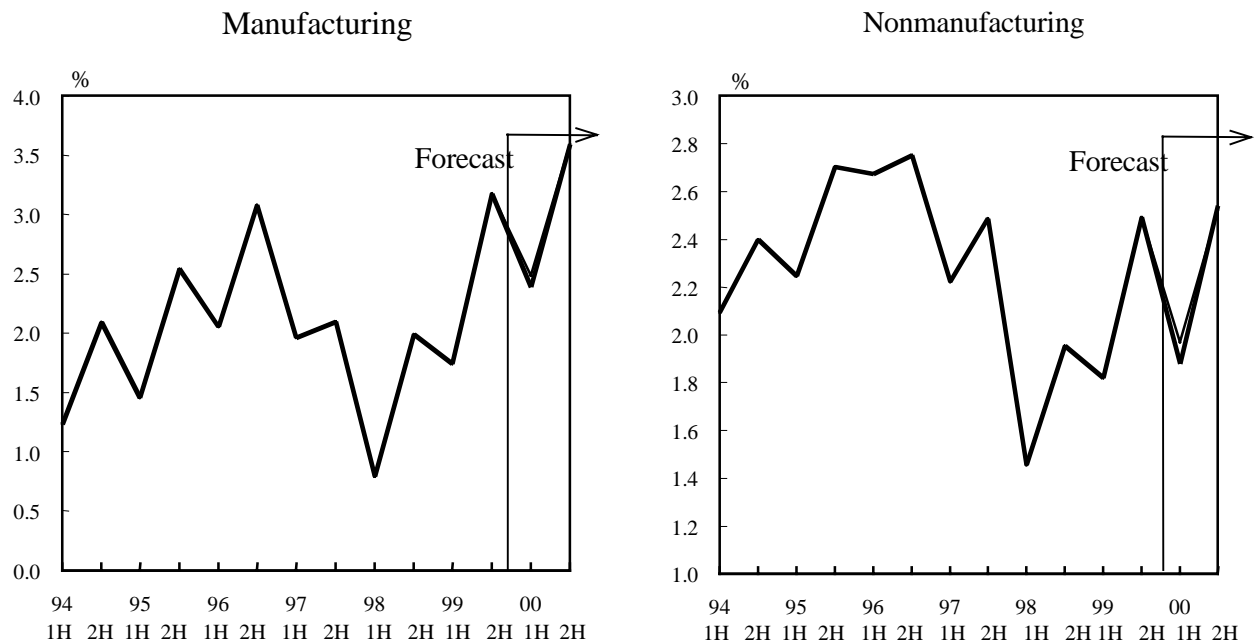 Manufacturing
%
4.0
3.5
3.0
2.5
2.0
1.5
1.0
0.5
0.0
Forecast
94 95 96 97 98 99 00
1H 2H 1H 2H 1H 2H 1H 2H 1H 2H 1H 2H 1H 2H
Nonmanufacturing
%
3.0
2.8
2.6
2.4
2.2
2.0
1.8
1.6
1.4
1.2
1.0
Forecast
94 95 96 97 98 99 00
1H 2H 1H 2H 1H 2H 1H 2H 1H 2H 1H 2H 1H 2H